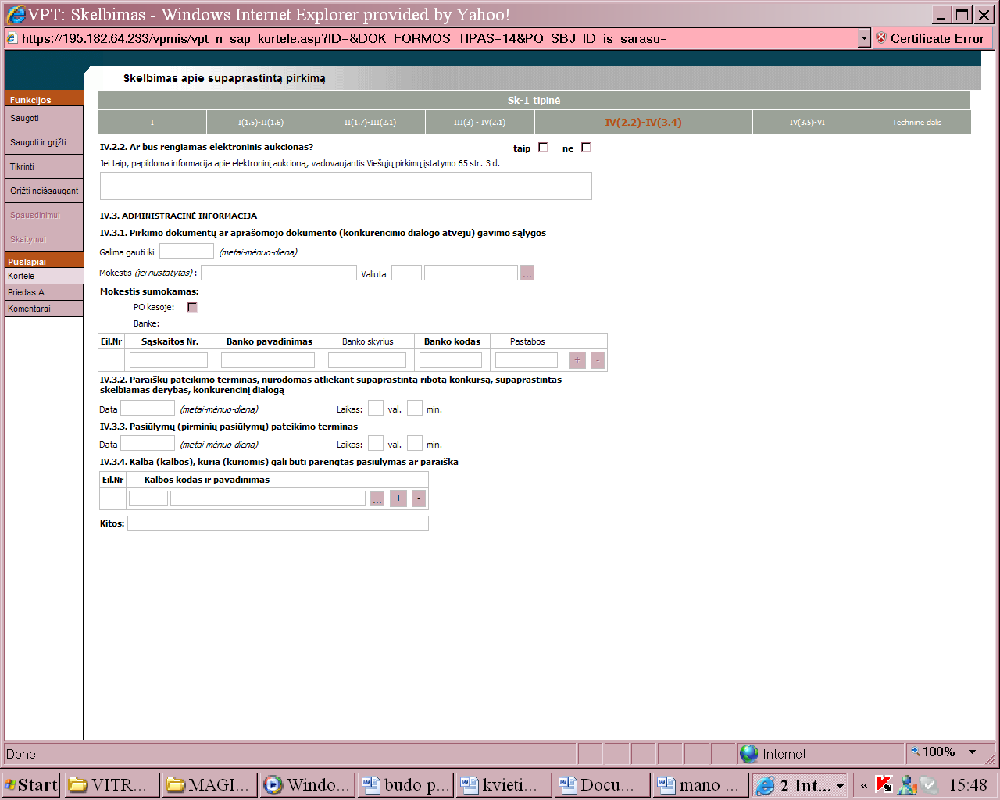 VPT: Skelbimas - Windows Internet Explorer provided by Yahoo!
https://195.182.64.233/vpmis/vpt_n_sap_kortele.asp?ID=&DOK_FORMOS_TIPAS=14&PO_SBJ_ID_is_saraso= Certificate Error
Skelbimas apie supaprastintą pirkimą
Funkcijos
Saugoti
Saugoti ir grįžti
Tikrinti
Grįžti neišsaugant
Spausdinimui
Skaitymui
Puslapiai
Kortelė
Priedas A
Komentarai
Sk-1 tipinė
I I(1.5)-II(1.6) II(1.7)-III(2.1) III(3) - IV(2.1) IV(2.2)-IV(3.4) IV(3.5)-VI Techninė dalis
IV.2.2. Ar bus rengiamas elektroninis aukcionas? taip ne
Jei taip, papildoma informacija apie elektroninį aukcioną, vadovaujantis Viešųjų pirkimų įstatymo 65 str. 3 d.
IV.3. ADMINISTRACINĖ INFORMACIJA
IV.3.1. Pirkimo dokumentų ar aprašomojo dokumento (konkurencinio dialogo atveju) gavimo sąlygos
Galima gauti iki (metai-mėnuo-diena)
Mokestis (jei nustatytas) : Valiuta ...
Mokestis sumokamas:
PO kasoje:
Banke:
Eil.Nr Sąskaitos Nr. Banko pavadinimas Banko skyrius Banko kodas Pastabos
+ -
IV.3.2. Paraiškų pateikimo terminas, nurodomas atliekant supaprastintą ribotą konkursą, supaprastintas
skelbiamas derybas, konkurencinį dialogą
Data (metai-mėnuo-diena) Laikas: val. min.
IV.3.3. Pasiūlymų (pirminių pasiūlymų) pateikimo terminas
Data (metai-mėnuo-diena) Laikas: val. min.
IV.3.4. Kalba (kalbos), kuria (kuriomis) gali būti parengtas pasiūlymas ar paraiška
Eil.Nr Kalbos kodas ir pavadinimas
... + -
Kitos:
Done Internet 100%
Start VITR... MAGI... Windo... būdo p... kvieti... Docu... mano ... 2 Int... « 15:48